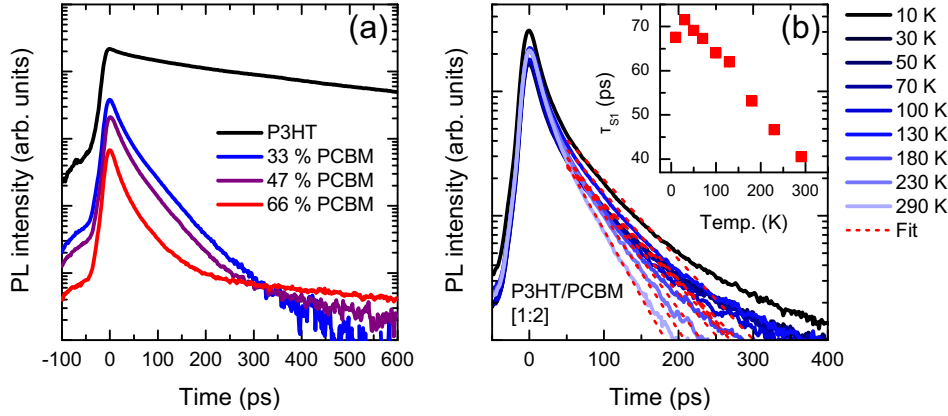 (a)
PL intensity (arb. units)
P3HT
33 % PCBM
47 % PCBM
66 % PCBM
-100 0 100 200 300 400 500 600
Time (ps)
(b)
PL intensity (arb. units)
P3HT/PCBM
[1:2]
0 100 200 300 400
Time (ps)
τS1 (ps)
70
60
50
40
0 100 200 300
Temp. (K)
10 K
30 K
50 K
70 K
100 K
130 K
180 K
230 K
290 K
Fit